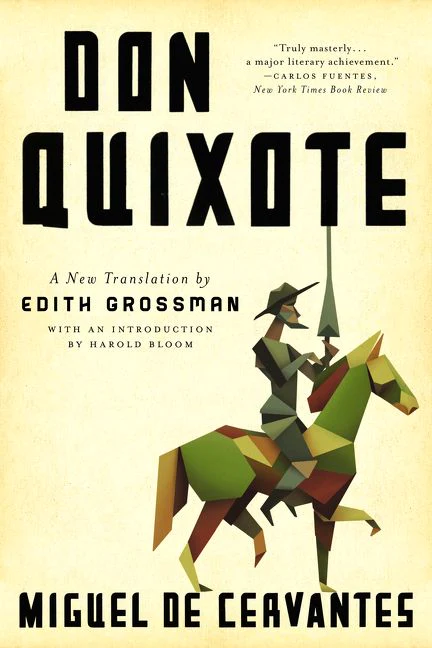 DON
QUIXOTE
“Truly masterly...
a major literary achievement.”
—CARLOS FUENTES,
New York Times Book Review
A New Translation by
EDITH GROSSMAN
WITH AN INTRODUCTION
BY HAROLD BLOOM
MIGUEL DE CERVANTES